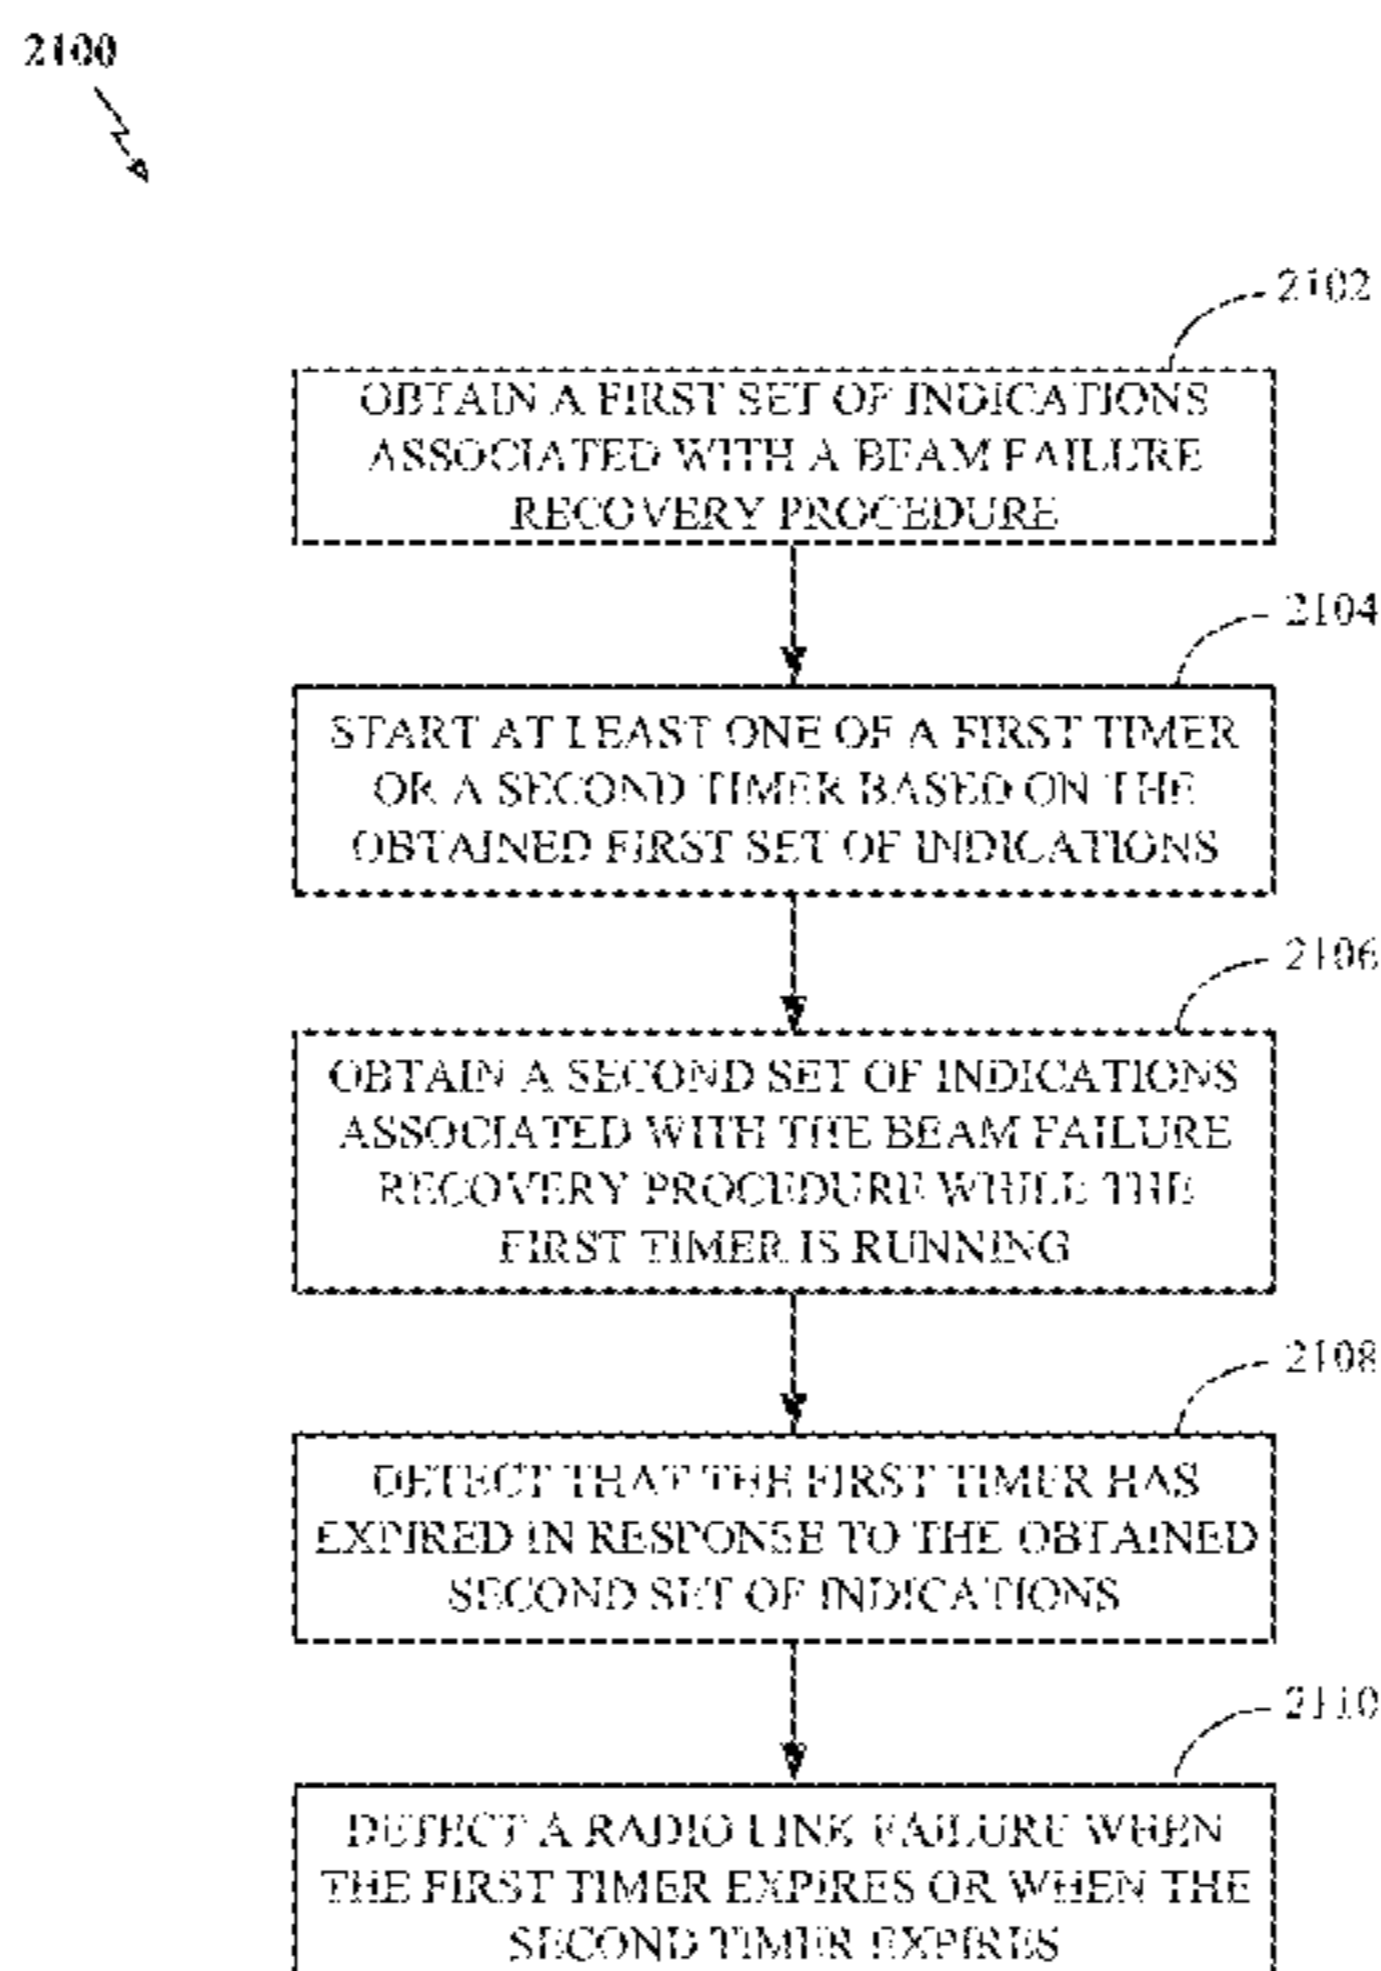 2100
2102
OBTAIN A FIRST SET OF INDICATIONS
ASSOCIATED WITH A BEAM FAILURE
RECOVERY PROCEDURE
2104
START AT LEAST ONE OF A FIRST TIMER
OR A SECOND TIMER BASED ON THE
OBTAINED FIRST SET OF INDICATIONS
2106
OBTAIN A SECOND SET OF INDICATIONS
ASSOCIATED WITH THE BEAM FAILURE
RECOVERY PROCEDURE WHILE THE
FIRST TIMER IS RUNNING
2108
DETECT THAT THE FIRST TIMER HAS
EXPIRED IN RESPONSE TO THE OBTAINED
SECOND SET OF INDICATIONS
2110
DETECT A RADIO LINK FAILURE WHEN
THE FIRST TIMER EXPIRES OR WHEN THE
SECOND TIMER EXPIRES